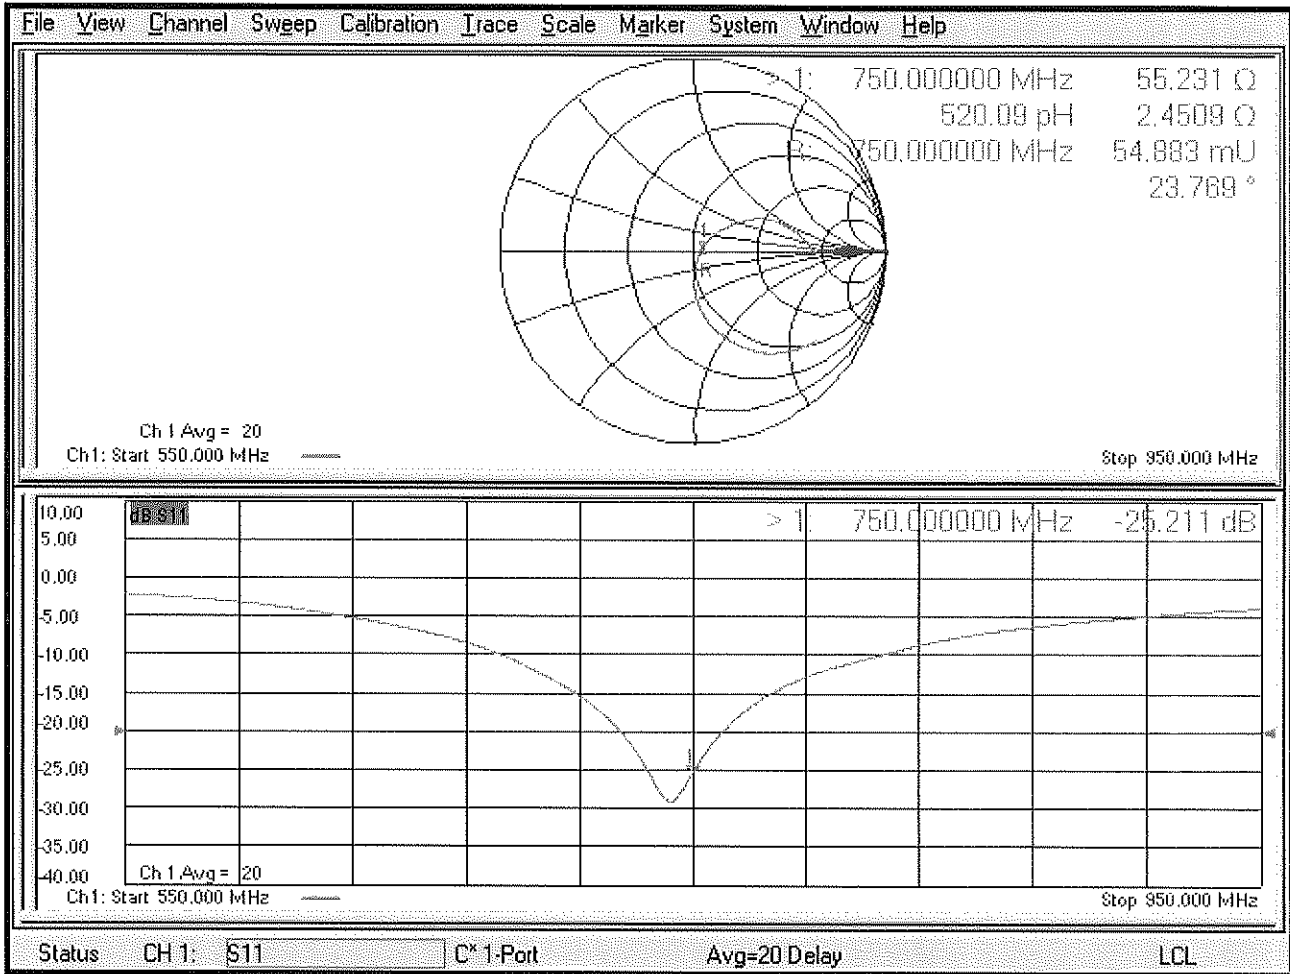 File View Channel Sweep Calibration Trace Scale Marker System Window Help
> 1: 750.000000 MHz 55.231 Ω
520.09 pH 2.4509 Ω
R: 750.000000 MHz 54.883 mU
23.769 °
Ch 1 Avg = 20
Ch1: Start 550.000 MHz
Stop 950.000 MHz
10.00
dB S11
> 1: 750.000000 MHz -25.211 dB
5.00
0.00
-5.00
-10.00
-15.00
-20.00
-25.00
-30.00
-35.00
-40.00
Ch 1 Avg = 20
Ch1: Start 550.000 MHz
Stop 950.000 MHz
Status CH 1: S11 C* 1-Port Avg=20 Delay LCL